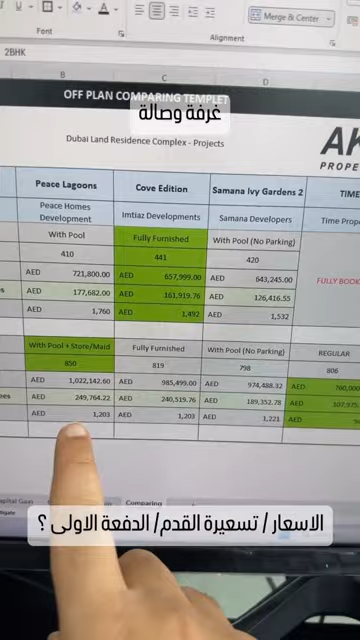 Font
Alignment
Merge & Center
2BHK
B
C
D
OFF PLAN COMPARING TEMPLET
غرفة وصالة
Dubai Land Residence Complex - Projects
AK
PROPE
Peace Lagoons Cove Edition Samana Ivy Gardens 2 TIME
Peace Homes Development Imtiaz Developments Samana Developers Time Prope
With Pool Fully Furnished With Pool (No Parking)
410 441 420
AED 721,800.00 AED 657,999.00 AED 643,245.00
FULLY BOOK
es AED 177,682.00 AED 161,919.76 AED 126,416.55
AED 1,760 AED 1,492 AED 1,532
With Pool + Store/Maid Fully Furnished With Pool (No Parking) REGULAR
850 819 798 806
AED 1,022,142.60 AED 985,499.00 AED 974,488.32 AED 760,000
ees AED 249,764.22 AED 240,519.76 AED 189,352.78 AED 107,975
AED 1,203 AED 1,203 AED 1,221 AED
apital Gain Comparing
الاسعار / تسعيرة القدم/ الدفعة الاولى ؟